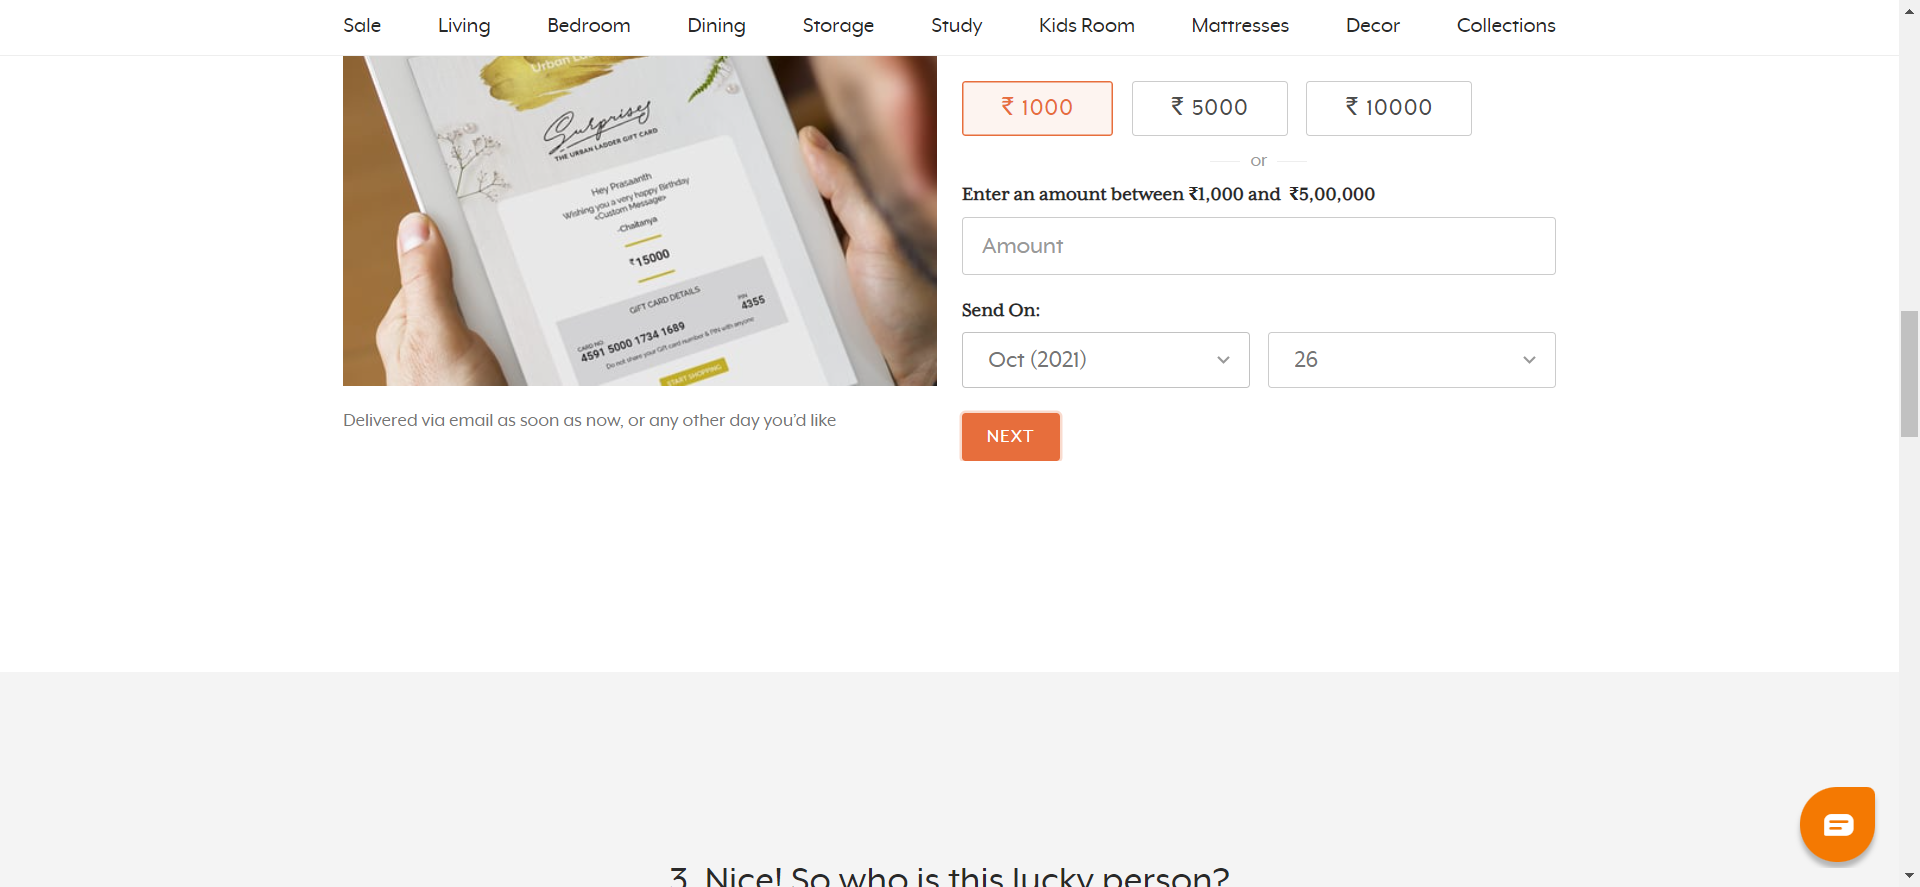 Sale Living Bedroom Dining Storage Study Kids Room Mattresses Decor Collections
Urban
Surprises
THE URBAN LADDER GIFT CARD
Hey Prasaanth
Wishing you a very happy Birthday
<Custom Message>
-Chaitanya
₹15000
GIFT CARD DETAILS
CARD NO. PIN
4591 5000 1734 1689 4355
Do not share your Gift card number & PIN with anyone
START SHOPPING
Delivered via email as soon as now, or any other day you'd like
₹ 1000 ₹ 5000 ₹ 10000
or
Enter an amount between ₹1,000 and ₹5,00,000
Amount
Send On:
Oct (2021) 26
NEXT
3. Nice! So who is this lucky person?